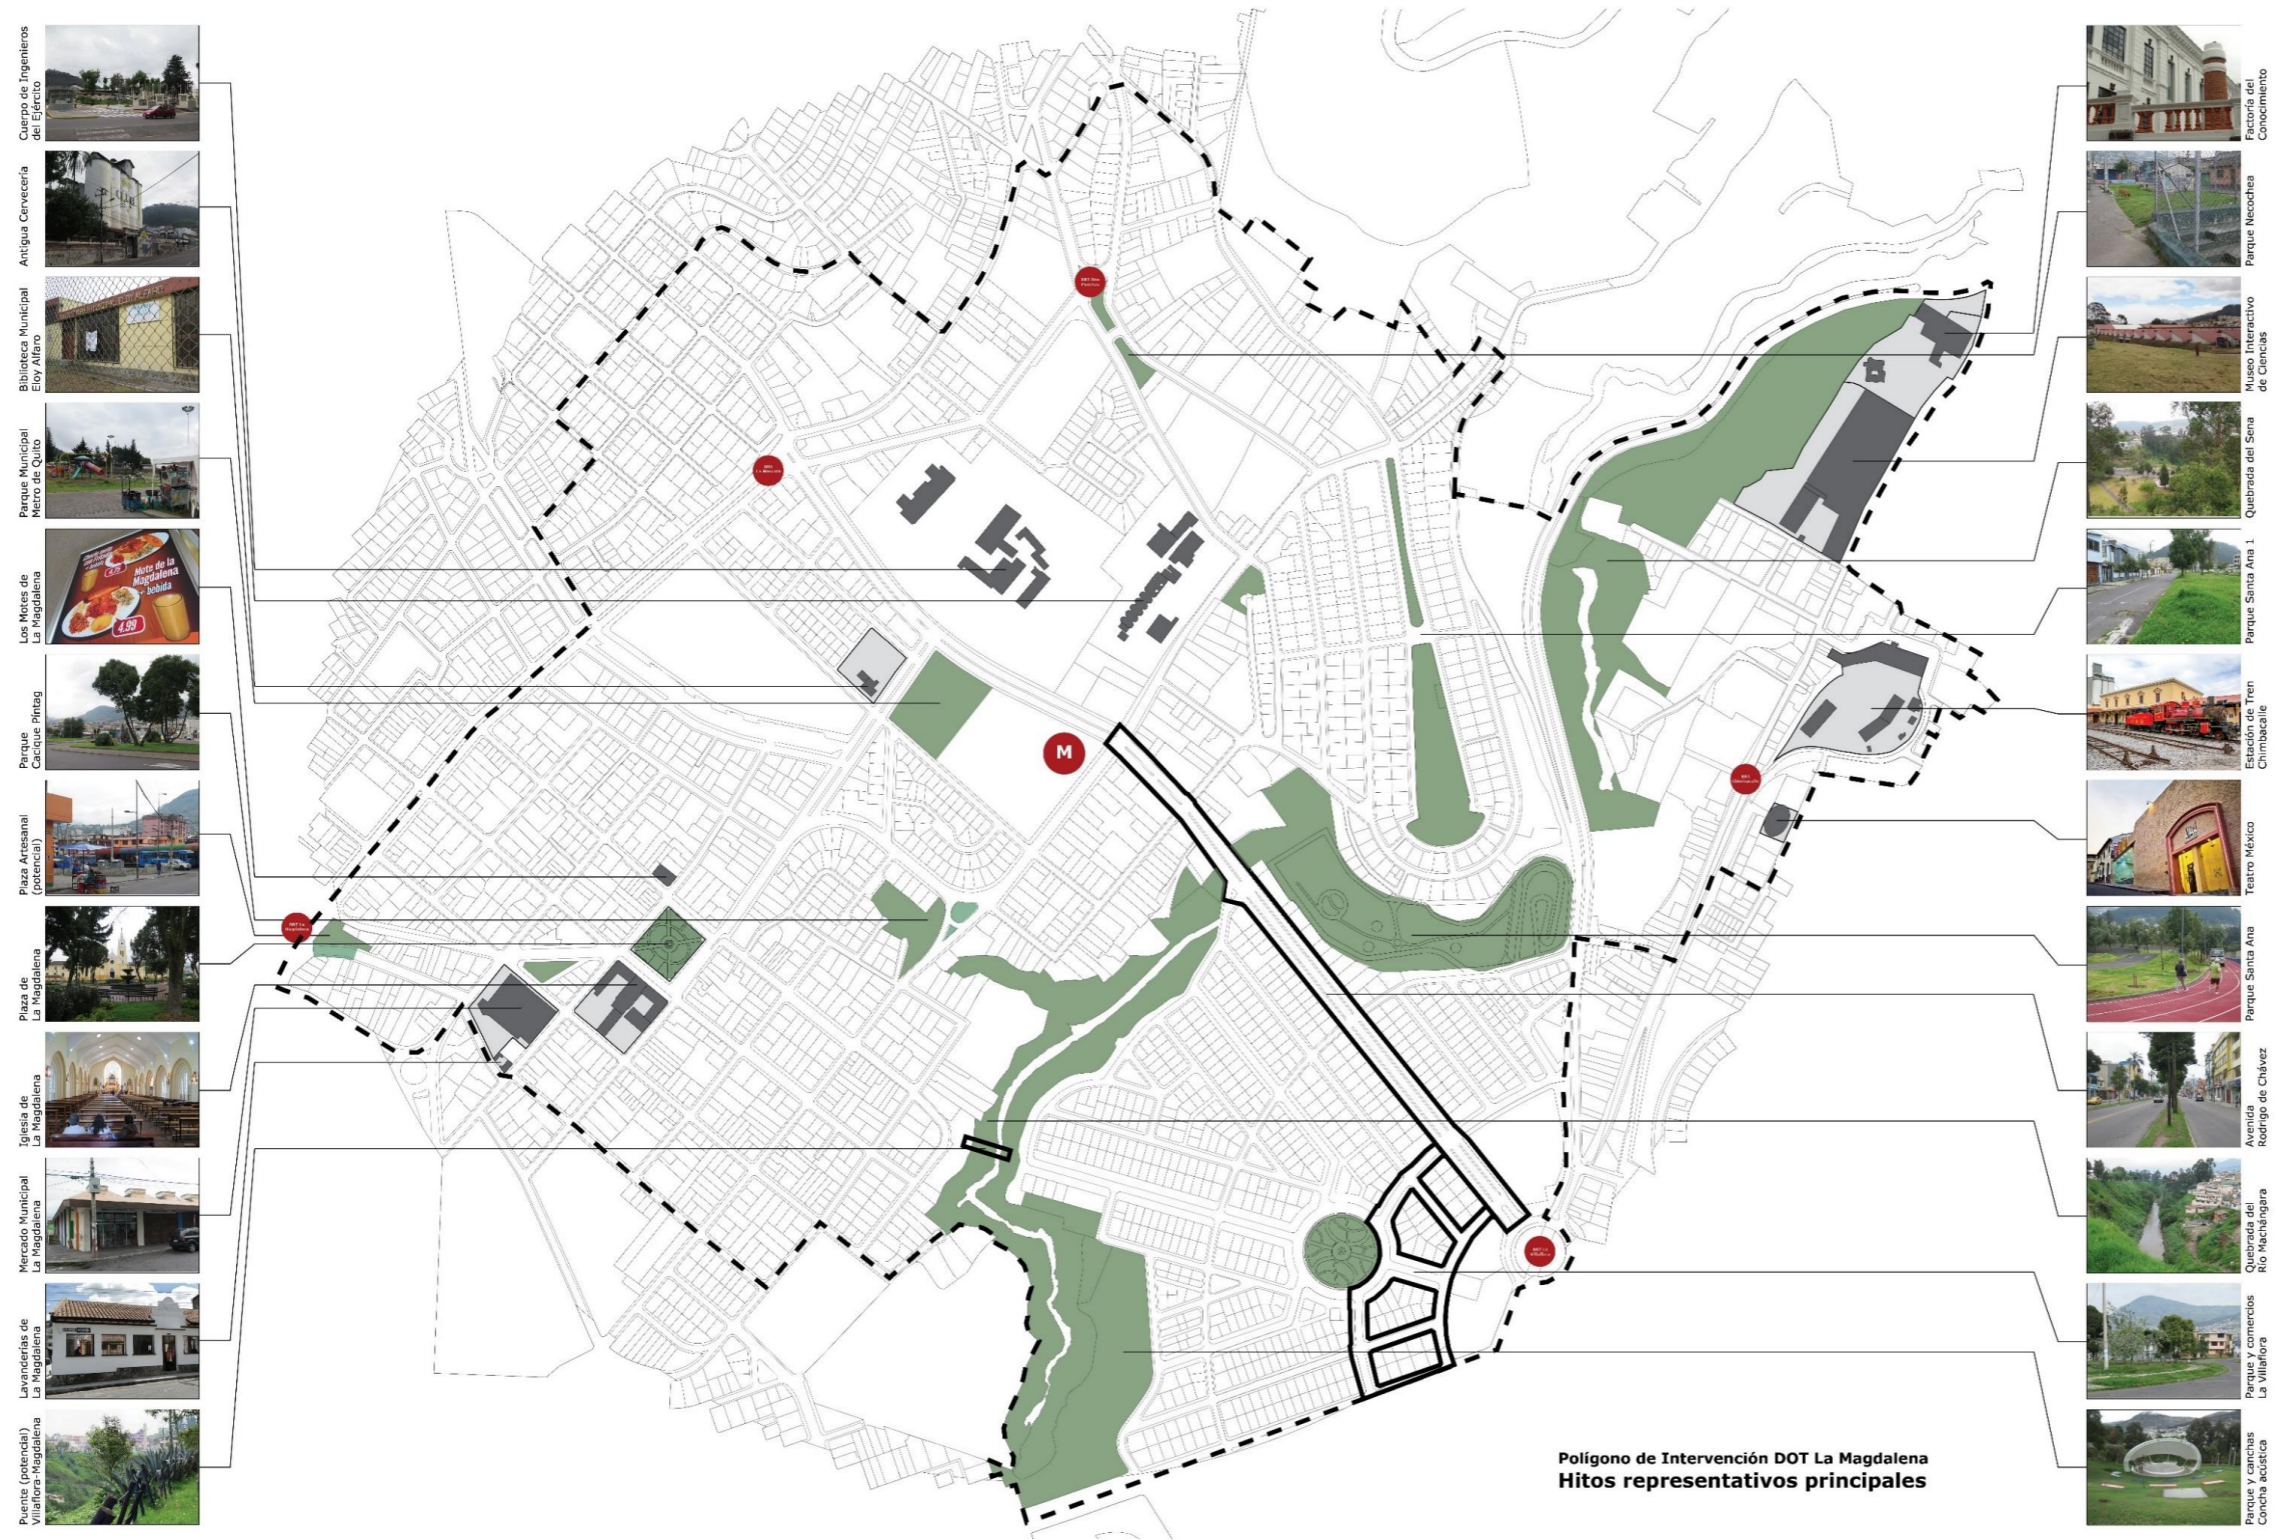 Cuerpo de Ingenieros
del Ejército
Antigua Cervecería
Biblioteca Municipal
Eloy Alfaro
Parque Municipal
Metro de Quito
Los Motes de
La Magdalena
Mote de la
Magdalena
+ bebida
4.99
Parque
Cacique Pintag
Plaza Artesanal
(potencial)
Plaza de
La Magdalena
Iglesia de
La Magdalena
Mercado Municipal
La Magdalena
Lavanderías de
La Magdalena
Puente (potencial)
Villaflora-Magdalena
M
Factoría del
Conocimiento
Parque Necochea
Museo Interactivo
de Ciencias
Quebrada del Sena
Parque Santa Ana 1
Estación de Tren
Chimbacalle
Teatro México
Parque Santa Ana
Avenida
Rodrigo de Chávez
Quebrada del
Río Machángara
Parque y comercios
La Villaflora
Parque y canchas
Concha acústica
Polígono de Intervención DOT La Magdalena
Hitos representativos principales